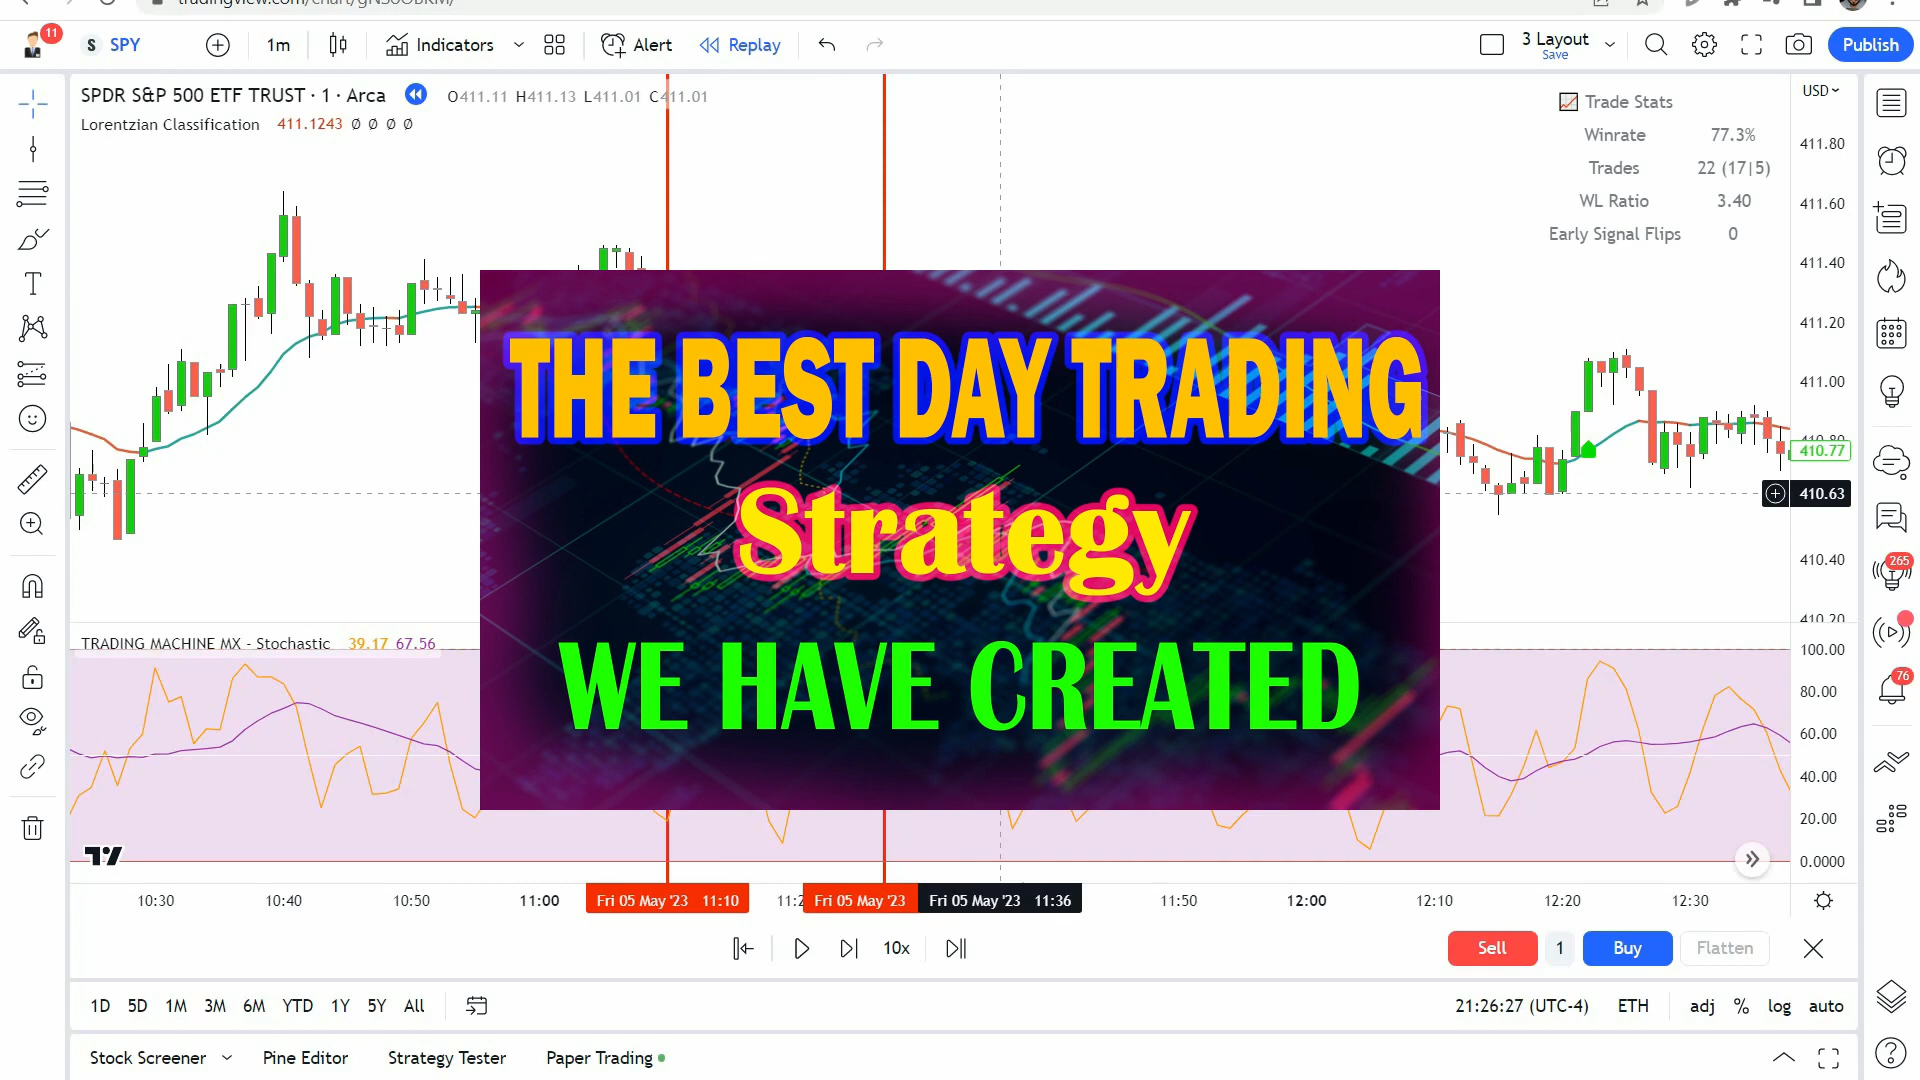 11
S SPY
1m
Indicators
Alert
Replay
3 Layout
Save
Publish
SPDR S&P 500 ETF TRUST · 1 · Arca
O411.11 H411.13 L411.01 C411.01
USD
Lorentzian Classification 411.1243 Ø Ø Ø Ø
Trade Stats
Winrate 77.3%
Trades 22 (17|5)
WL Ratio 3.40
Early Signal Flips 0
411.80
411.60
411.40
411.20
411.00
410.77
410.63
410.40
410.20
THE BEST DAY TRADING
Strategy
WE HAVE CREATED
TRADING MACHINE MX - Stochastic 39.17 67.56
100.00
80.00
60.00
40.00
20.00
0.0000
265
76
10:30
10:40
10:50
11:00
Fri 05 May '23 11:10
Fri 05 May '23
Fri 05 May '23 11:36
11:50
12:00
12:10
12:20
12:30
10x
Sell
1
Buy
Flatten
1D 5D 1M 3M 6M YTD 1Y 5Y All
21:26:27 (UTC-4)
ETH
adj % log auto
Stock Screener
Pine Editor
Strategy Tester
Paper Trading